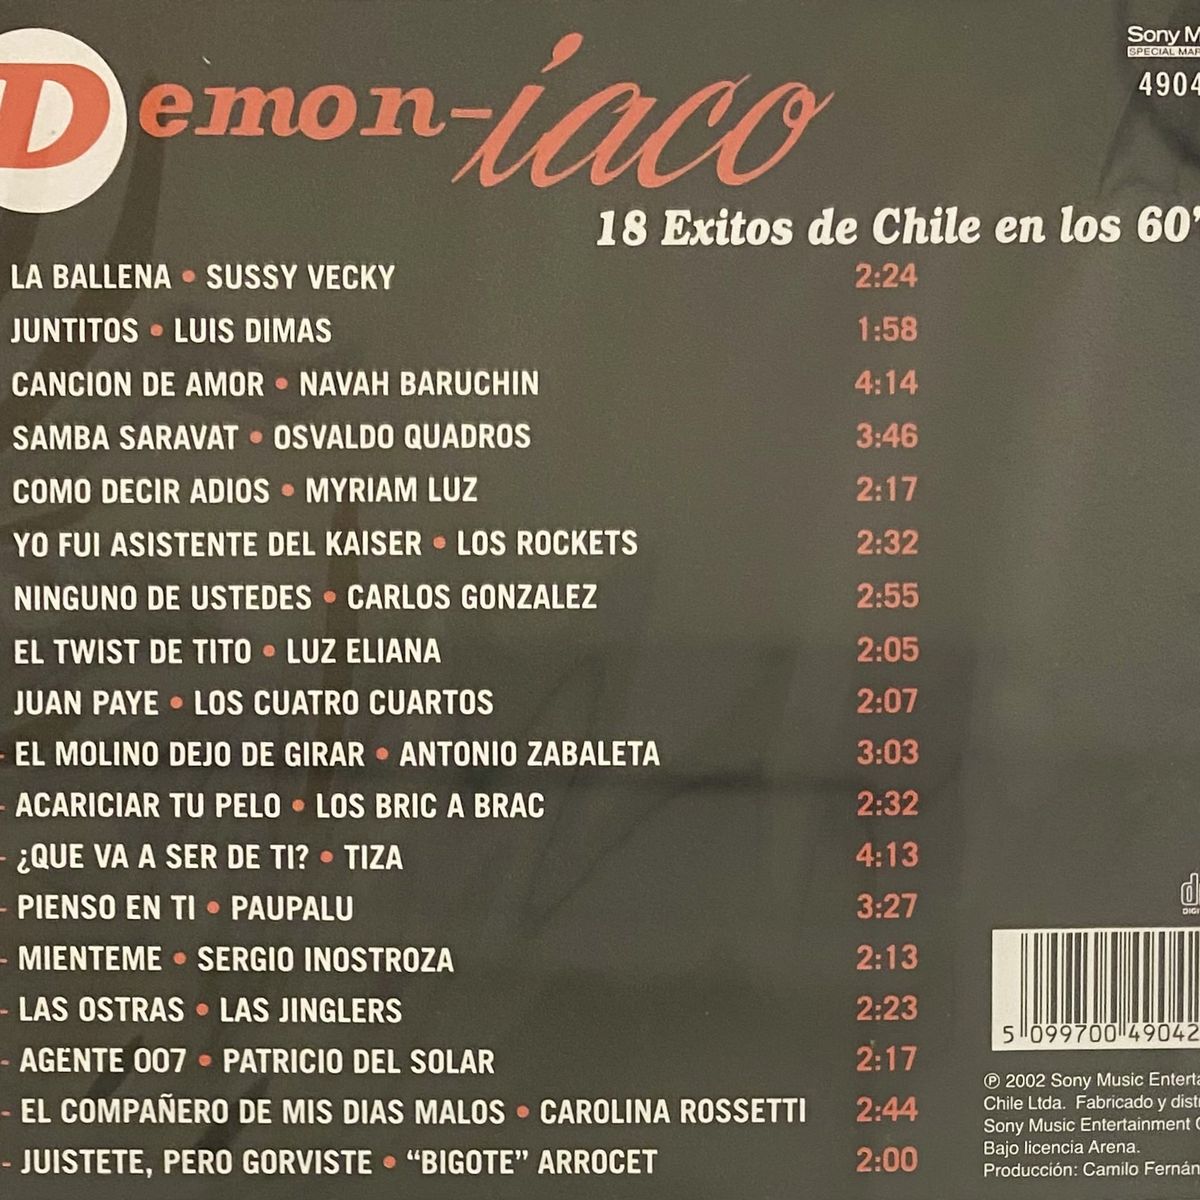 Demon-íaco
Sony
SPECIAL
4904
18 Exitos de Chile en los 60'
LA BALLENA • SUSSY VECKY 2:24
JUNTITOS • LUIS DIMAS 1:58
CANCION DE AMOR • NAVAH BARUCHIN 4:14
SAMBA SARAVAT • OSVALDO QUADROS 3:46
COMO DECIR ADIOS • MYRIAM LUZ 2:17
YO FUI ASISTENTE DEL KAISER • LOS ROCKETS 2:32
NINGUNO DE USTEDES • CARLOS GONZALEZ 2:55
EL TWIST DE TITO • LUZ ELIANA 2:05
JUAN PAYE • LOS CUATRO CUARTOS 2:07
- EL MOLINO DEJO DE GIRAR • ANTONIO ZABALETA 3:03
- ACARICIAR TU PELO • LOS BRIC A BRAC 2:32
- ¿QUE VA A SER DE TI? • TIZA 4:13
- PIENSO EN TI • PAUPALU 3:27
- MIENTEME • SERGIO INOSTROZA 2:13
- LAS OSTRAS • LAS JINGLERS 2:23
- AGENTE 007 • PATRICIO DEL SOLAR 2:17
- EL COMPAÑERO DE MIS DIAS MALOS • CAROLINA ROSSETTI 2:44
- JUISTETE, PERO GORVISTE • "BIGOTE" ARROCET 2:00
5 099700 49042
℗ 2002 Sony Music
Chile Ltda. Fabricado y
Sony Music Entertainment
Bajo licencia Arena.
Producción: Camilo